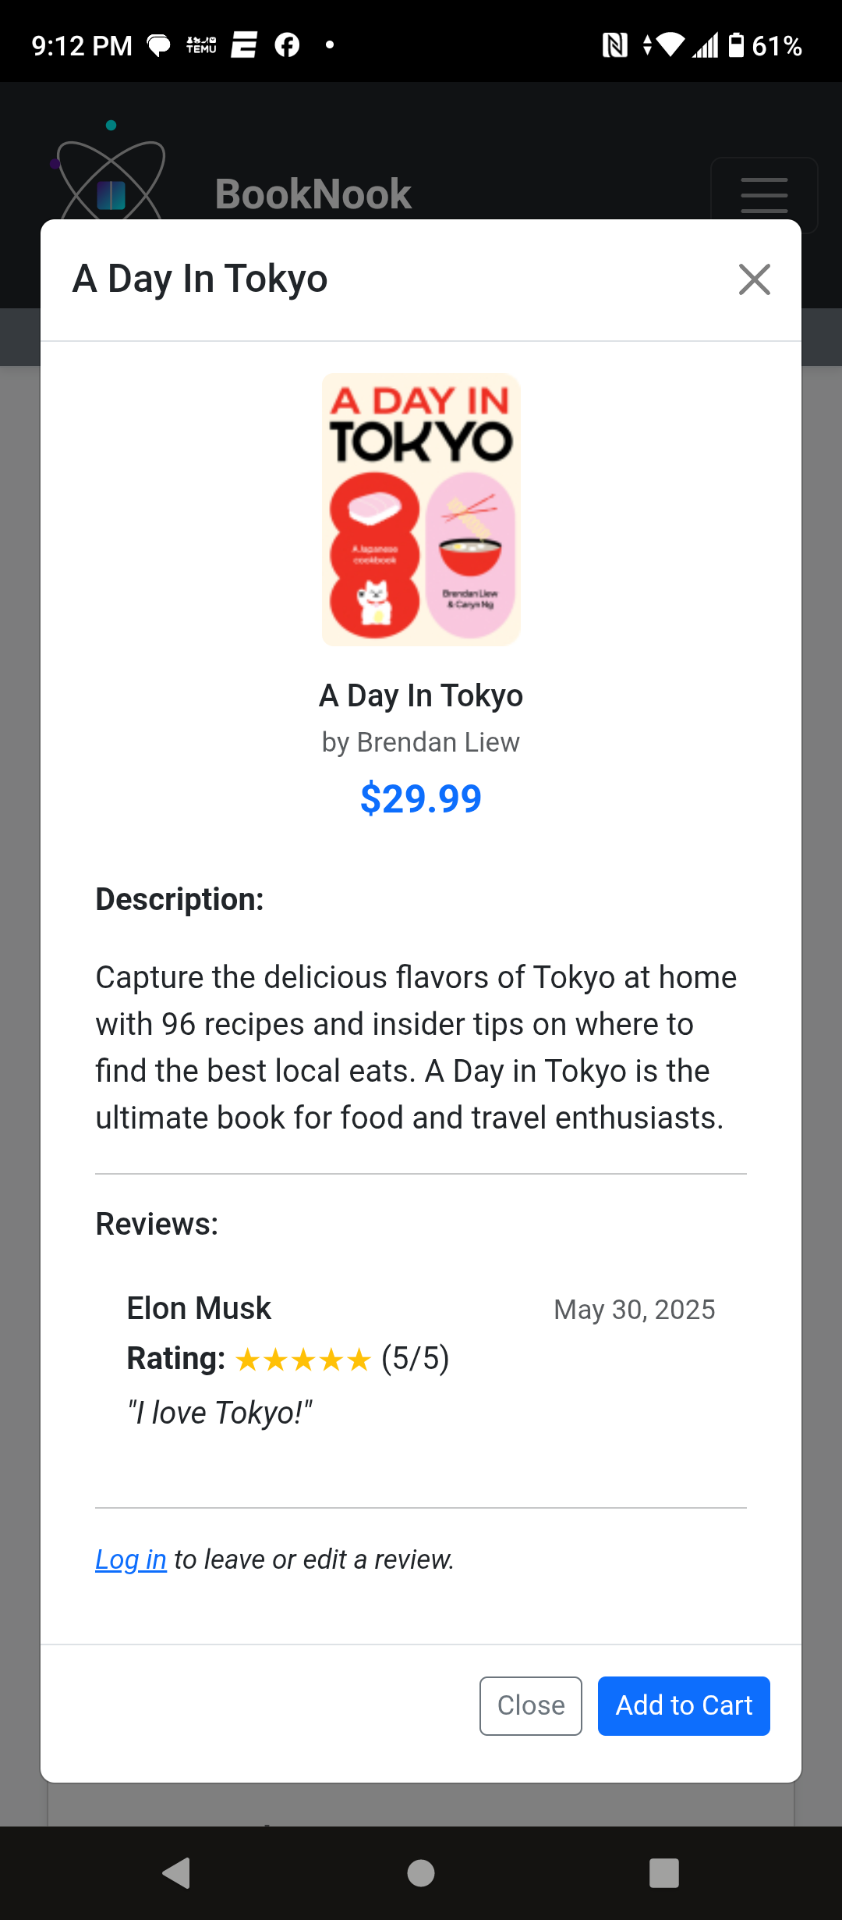 9:12 PM
TEMU
61%
BookNook
A Day In Tokyo
A DAY IN
TOKYO
A Japanese
cookbook
Brendan Liew
& Caryn Ng
A Day In Tokyo
by Brendan Liew
$29.99
Description:
Capture the delicious flavors of Tokyo at home
with 96 recipes and insider tips on where to
find the best local eats. A Day in Tokyo is the
ultimate book for food and travel enthusiasts.
Reviews:
Elon Musk
May 30, 2025
Rating: ★★★★★ (5/5)
"I love Tokyo!"
Log in to leave or edit a review.
Close
Add to Cart